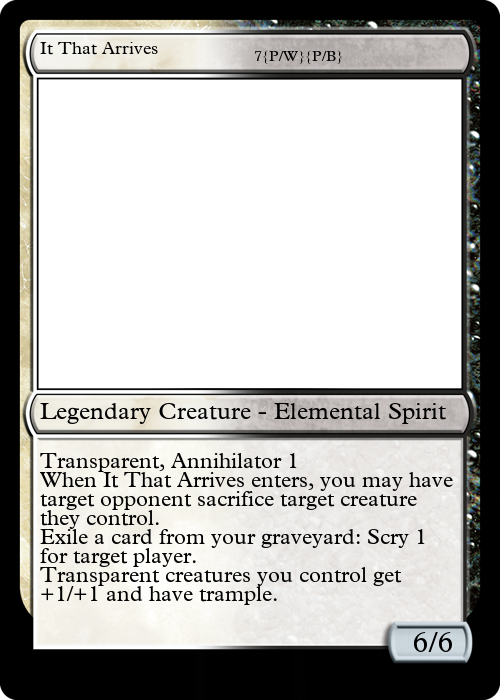 It That Arrives 7{P/W}{P/B}
Legendary Creature - Elemental Spirit
Transparent, Annihilator 1
When It That Arrives enters, you may have
target opponent sacrifice target creature
they control.
Exile a card from your graveyard: Scry 1
for target player.
Transparent creatures you control get
+1/+1 and have trample.
6/6